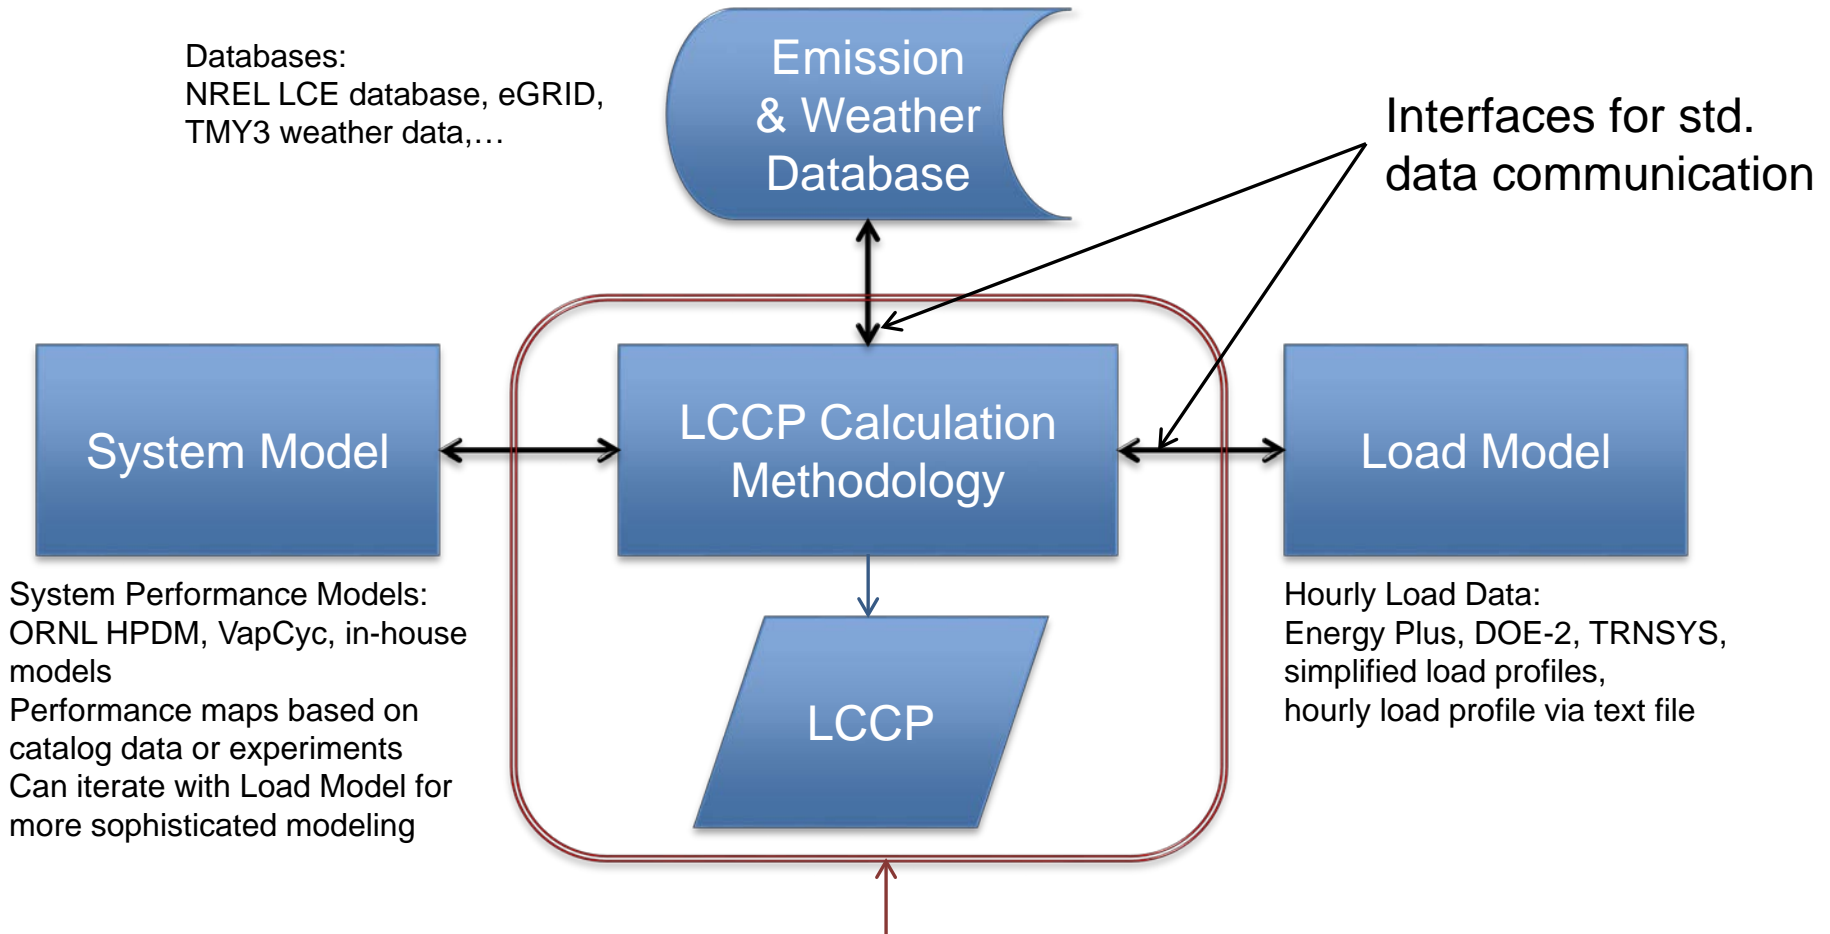 Databases:
NREL LCE database, eGRID,
TMY3 weather data,…
Emission
& Weather
Database
Interfaces for std.
data communication
System Model
LCCP Calculation
Methodology
Load Model
System Performance Models:
ORNL HPDM, VapCyc, in-house
models
Performance maps based on
catalog data or experiments
Can iterate with Load Model for
more sophisticated modeling
LCCP
Hourly Load Data:
Energy Plus, DOE-2, TRNSYS,
simplified load profiles,
hourly load profile via text file